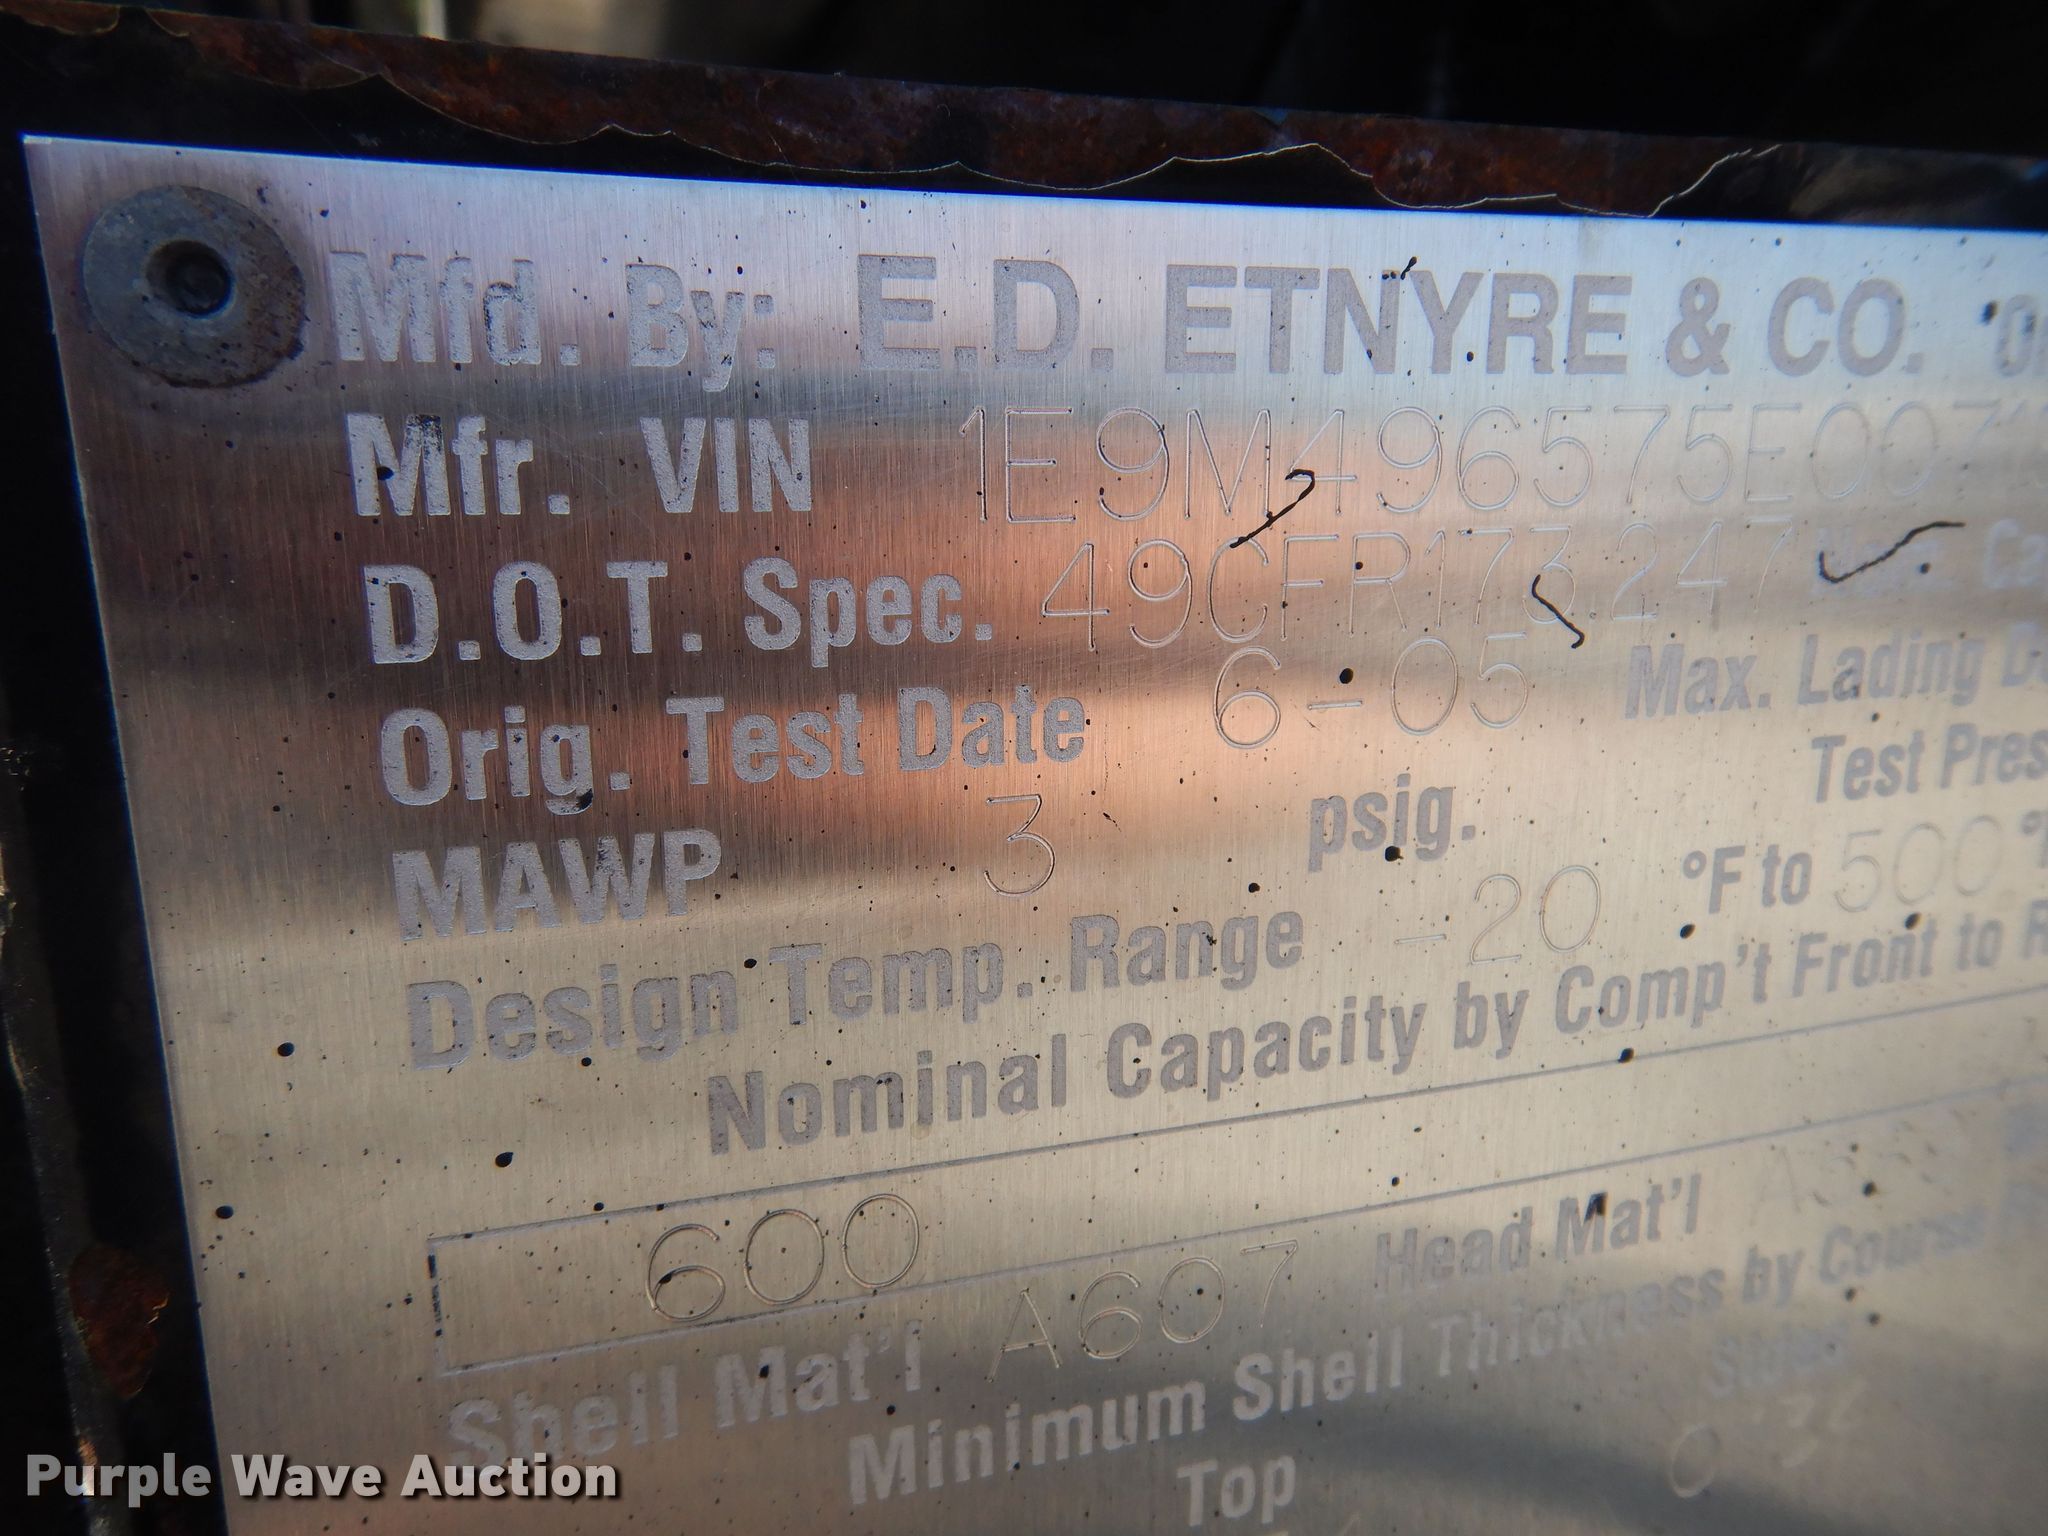 Mfd. By: E.D. ETNYRE & CO.
Mfr. VIN
D.O.T. Spec. 49CFR173.247
Orig. Test Date 6-05 Max. Lading
MAWP 3 psig. Test
Design Temp. Range -20 °F to 500
Nominal Capacity by Comp't Front to
600
Shell Mat'l A607 Head Mat'l
Minimum Shell Thickness by Course
Top Sides
Purple Wave Auction